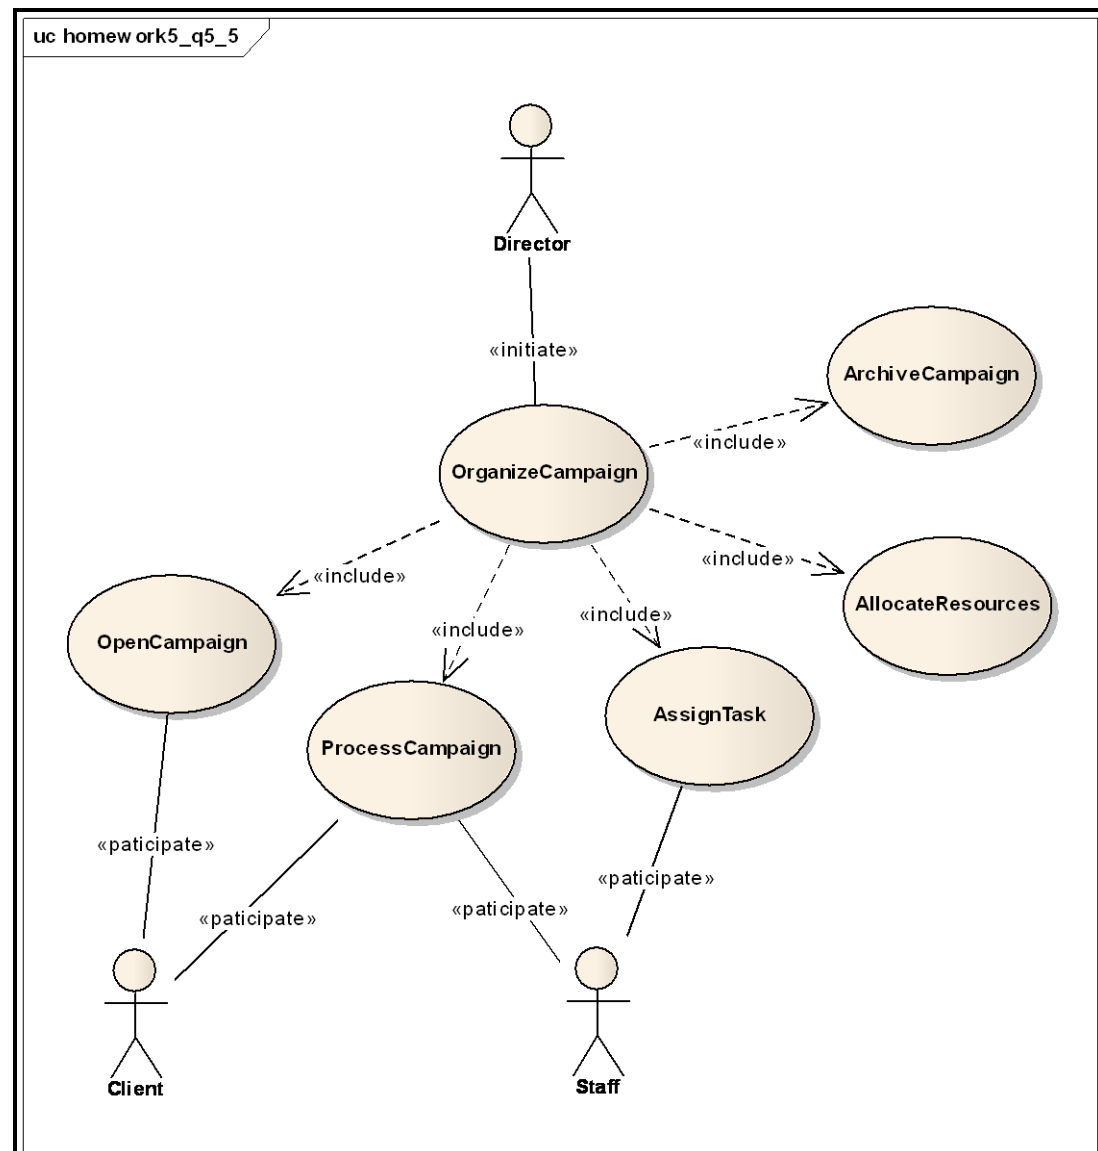 uc homework5_q5_5
Director
«initiate»
ArchiveCampaign
«include»
OrganizeCampaign
«include»
«include»
AllocateResources
«include»
«include»
OpenCampaign
AssignTask
ProcessCampaign
«paticipate»
«paticipate»
«paticipate»
«paticipate»
Client
Staff